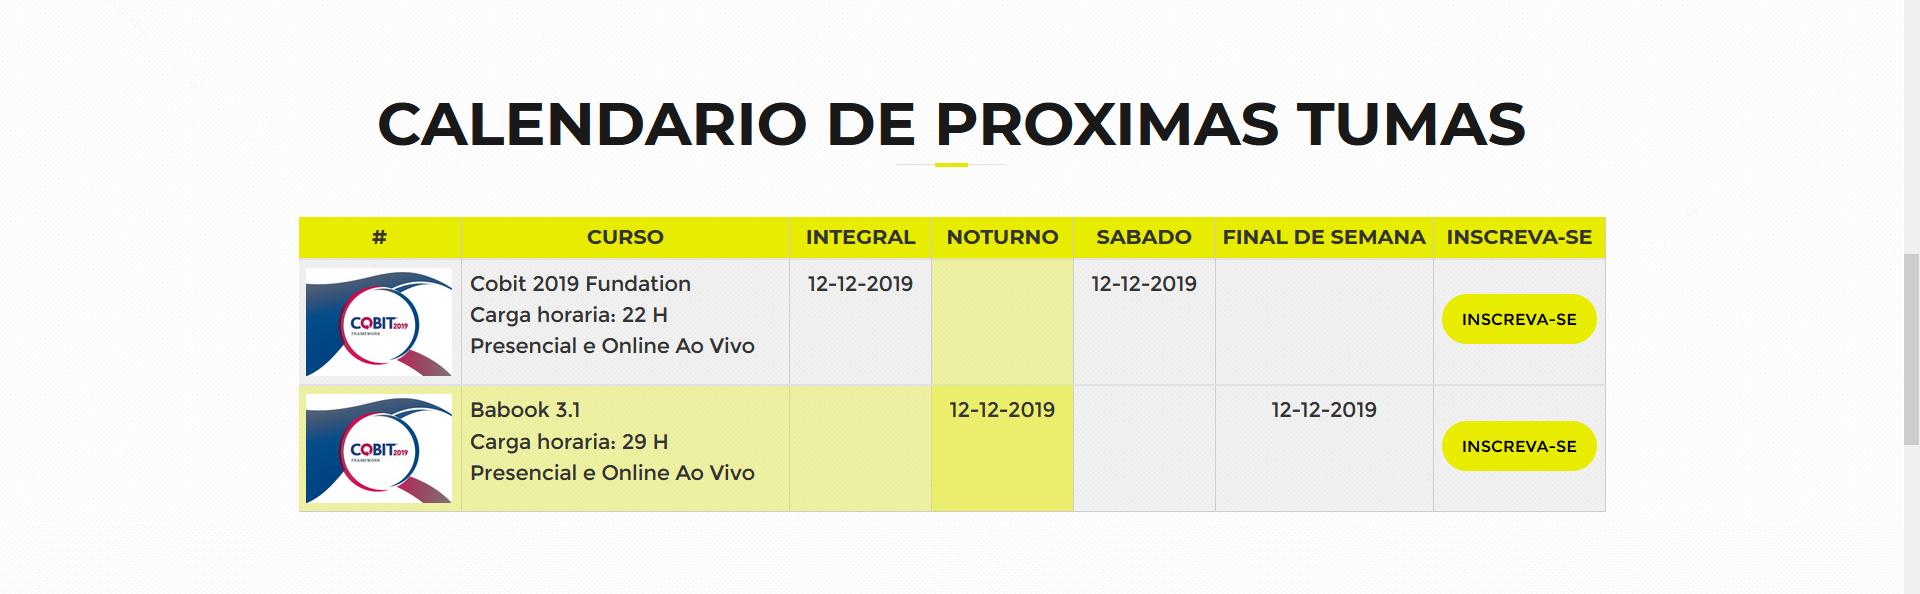 CALENDARIO DE PROXIMAS TUMAS
# CURSO INTEGRAL NOTURNO SABADO FINAL DE SEMANA INSCREVA-SE
COBIT 2019
FRAMEWORK
Cobit 2019 Fundation
Carga horaria: 22 H
Presencial e Online Ao Vivo
12-12-2019
12-12-2019
INSCREVA-SE
COBIT 2019
FRAMEWORK
Babook 3.1
Carga horaria: 29 H
Presencial e Online Ao Vivo
12-12-2019
12-12-2019
INSCREVA-SE